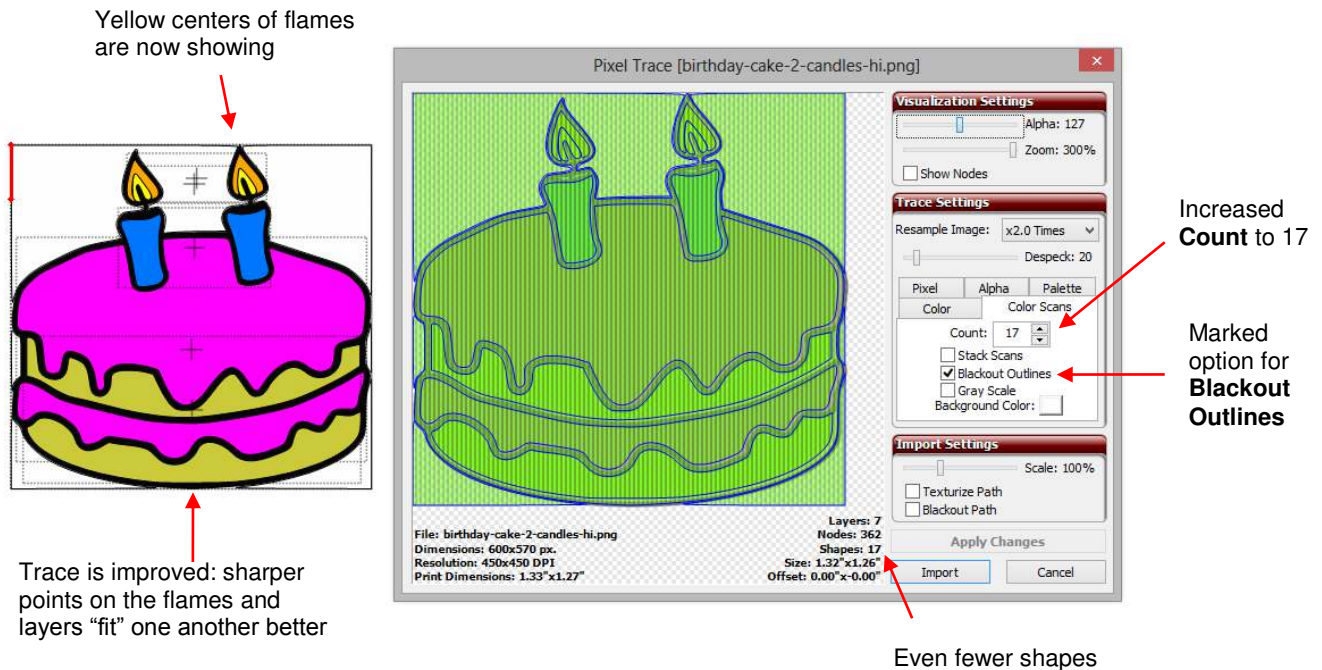 Yellow centers of flames
are now showing
Pixel Trace [birthday-cake-2-candles-hi.png]
Visualization Settings
Alpha: 127
Zoom: 300%
Show Nodes
Trace Settings
Resample Image: x2.0 Times
Despeck: 20
Pixel Alpha Palette
Color Color Scans
Count: 17
Stack Scans
Blackout Outlines
Gray Scale
Background Color:
Import Settings
Scale: 100%
Texturize Path
Blackout Path
Apply Changes
Import Cancel
File: birthday-cake-2-candles-hi.png
Dimensions: 600x570 px.
Resolution: 450x450 DPI
Print Dimensions: 1.33"x1.27"
Layers: 7
Nodes: 362
Shapes: 17
Size: 1.32"x1.26"
Offset: 0.00"x-0.00"
Increased
Count to 17
Marked
option for
Blackout
Outlines
Trace is improved: sharper
points on the flames and
layers “fit” one another better
Even fewer shapes